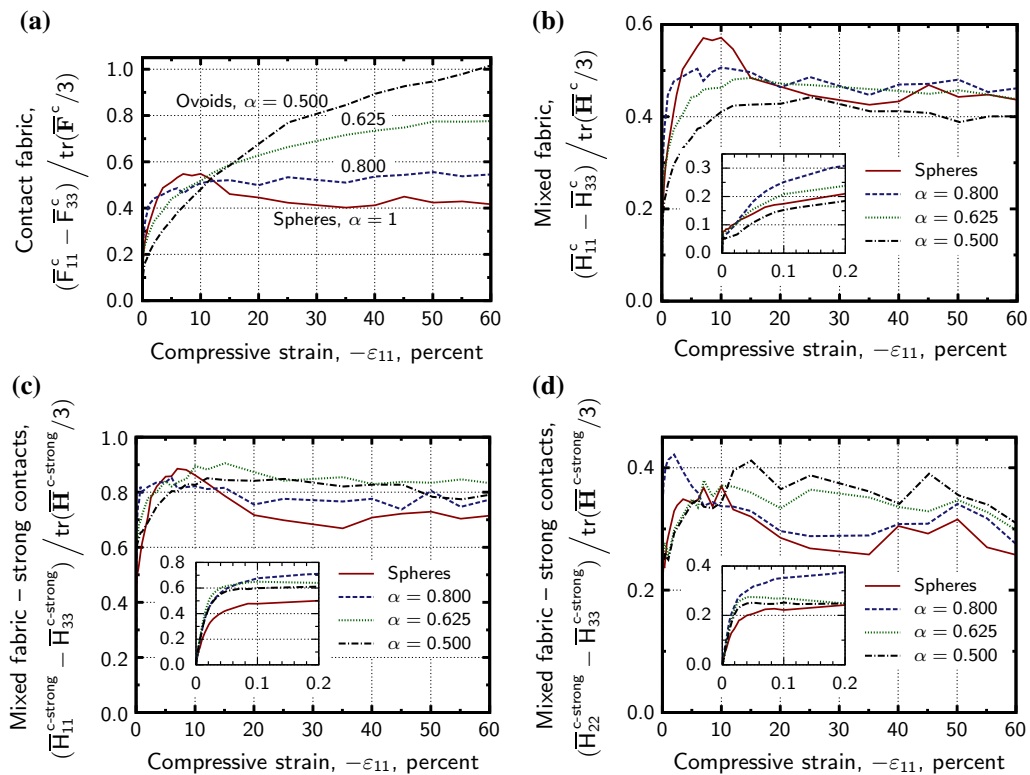 (a)
Contact fabric,
(F̅₁₁ᶜ − F̅₃₃ᶜ) / tr(𝐅̅ᶜ/3)
1.0
0.8
0.6
0.4
0.2
0.0
Ovoids, α = 0.500
0.625
0.800
Spheres, α = 1
0 10 20 30 40 50 60
Compressive strain, −ε₁₁, percent
(b)
Mixed fabric,
(H̅₁₁ᶜ − H̅₃₃ᶜ) / tr(𝐇̅ᶜ/3)
0.6
0.4
0.2
0.0
0.3
0.2
0.1
0.0
0 0.1 0.2
Spheres
α = 0.800
α = 0.625
α = 0.500
0 10 20 30 40 50 60
Compressive strain, −ε₁₁, percent
(c)
Mixed fabric – strong contacts,
(H̅₁₁ᶜ⁻ˢᵗʳᵒⁿᵍ − H̅₃₃ᶜ⁻ˢᵗʳᵒⁿᵍ) / tr(𝐇̅ᶜ⁻ˢᵗʳᵒⁿᵍ/3)
1.0
0.8
0.6
0.4
0.2
0.0
0.8
0.6
0.4
0.2
0.0
0 0.1 0.2
Spheres
α = 0.800
α = 0.625
α = 0.500
0 10 20 30 40 50 60
Compressive strain, −ε₁₁, percent
(d)
Mixed fabric – strong contacts,
(H̅₂₂ᶜ⁻ˢᵗʳᵒⁿᵍ − H̅₃₃ᶜ⁻ˢᵗʳᵒⁿᵍ) / tr(𝐇̅ᶜ⁻ˢᵗʳᵒⁿᵍ/3)
0.4
0.2
0.0
0.4
0.2
0.0
0 0.1 0.2
Spheres
α = 0.800
α = 0.625
α = 0.500
0 10 20 30 40 50 60
Compressive strain, −ε₁₁, percent